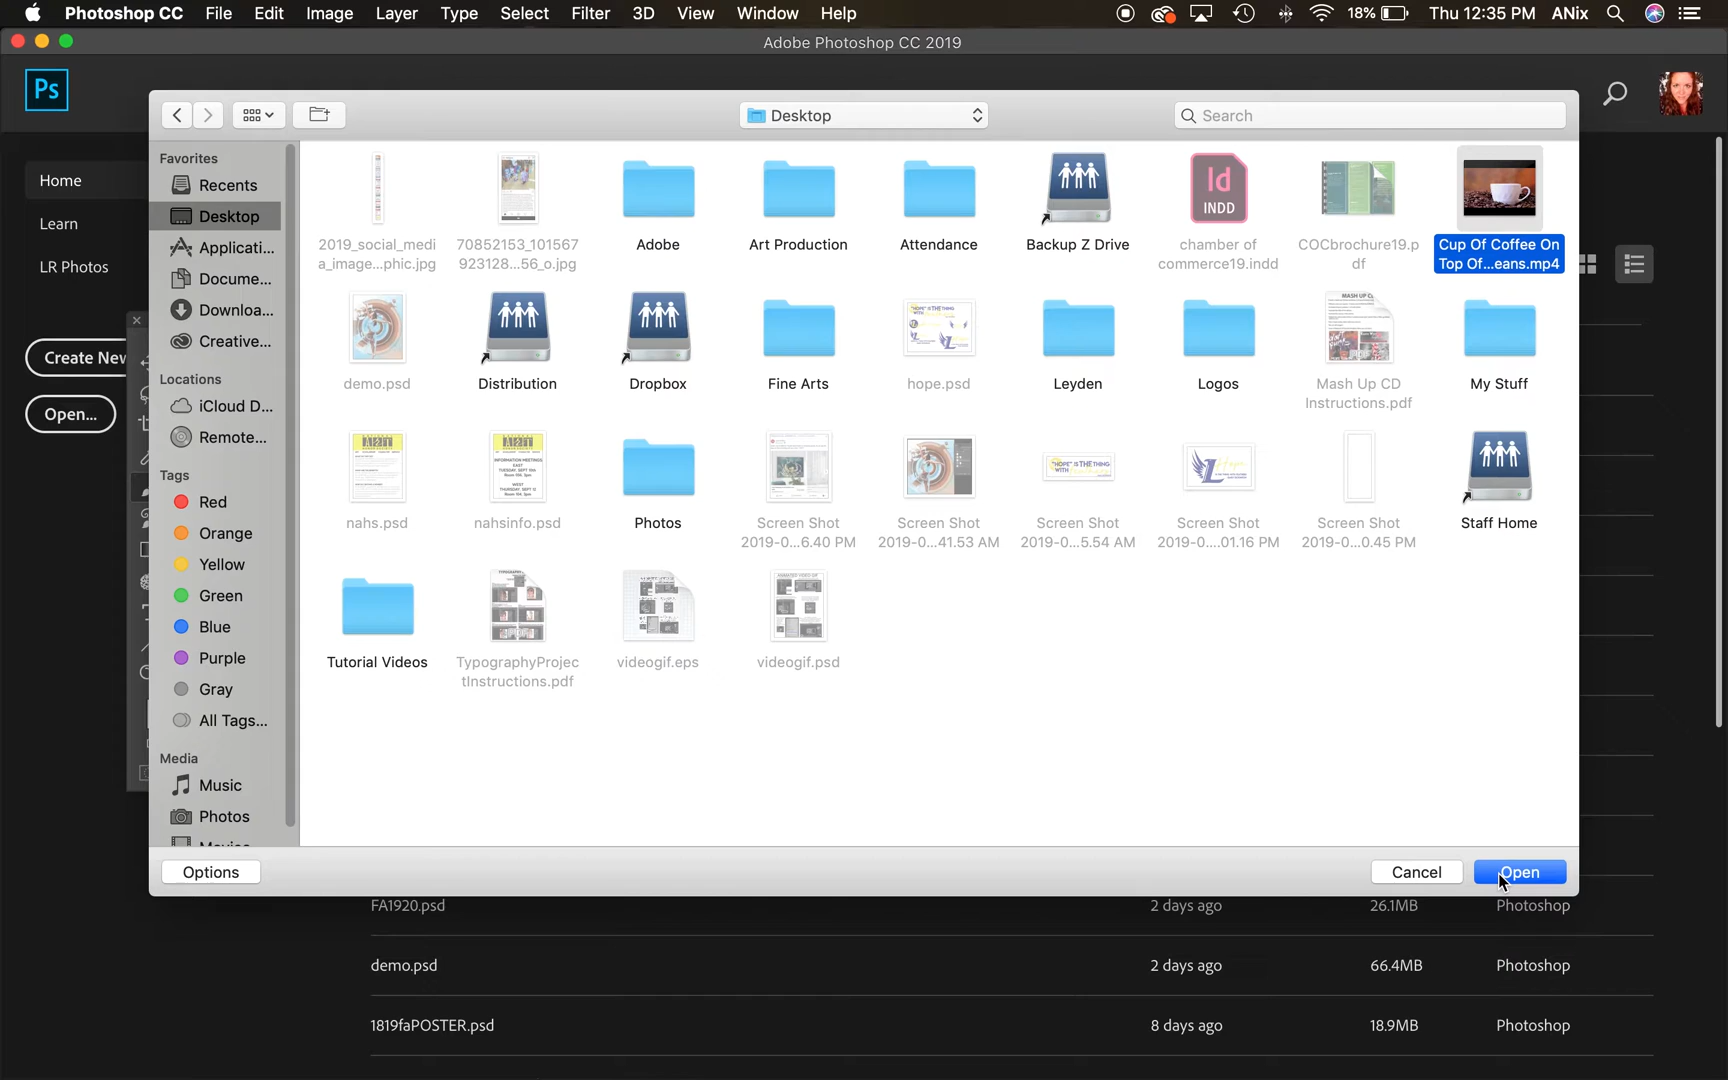 Photoshop CC File Edit Image Layer Type Select Filter 3D View Window Help 18% Thu 12:35 PM ANix
Adobe Photoshop CC 2019
Ps
Desktop
Search
Home
Learn
LR Photos
Create New
Open...
Favorites
Recents
Desktop
Applicati...
Docume...
Downloa...
Creative...
Locations
iCloud D...
Remote...
Tags
Red
Orange
Yellow
Green
Blue
Purple
Gray
All Tags...
Media
Music
Photos
2019_social_medi
a_image...phic.jpg
70852153_101567
923128...56_o.jpg
Adobe
Art Production
Attendance
Backup Z Drive
Id
INDD
chamber of
commerce19.indd
COCbrochure19.p
df
Cup Of Coffee On
Top Of...eans.mp4
demo.psd
Distribution
Dropbox
Fine Arts
hope.psd
Leyden
Logos
Mash Up CD
Instructions.pdf
My Stuff
nahs.psd
nahsinfo.psd
Photos
Screen Shot
2019-0...6.40 PM
Screen Shot
2019-0...41.53 AM
Screen Shot
2019-0...5.54 AM
Screen Shot
2019-0....01.16 PM
Screen Shot
2019-0...0.45 PM
Staff Home
Tutorial Videos
TypographyProjec
tInstructions.pdf
videogif.eps
videogif.psd
Options
Cancel
Open
FA1920.psd 2 days ago 26.1MB Photoshop
demo.psd 2 days ago 66.4MB Photoshop
1819faPOSTER.psd 8 days ago 18.9MB Photoshop